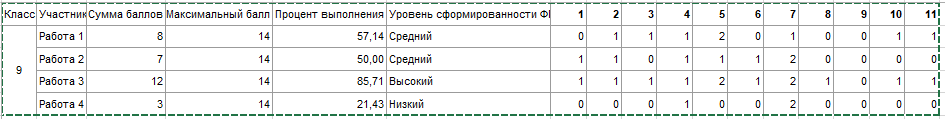 Класс Участник Сумма баллов Максимальный балл Процент выполнения Уровень сформированности Ф 1 2 3 4 5 6 7 8 9 10 11
Работа 1 8 14 57,14 Средний 0 1 1 1 2 0 1 0 0 1 1
9 Работа 2 7 14 50,00 Средний 1 1 0 1 1 1 2 0 0 0 0
Работа 3 12 14 85,71 Высокий 1 1 1 1 2 1 2 1 0 1 1
Работа 4 3 14 21,43 Низкий 0 0 0 1 0 0 2 0 0 0 0